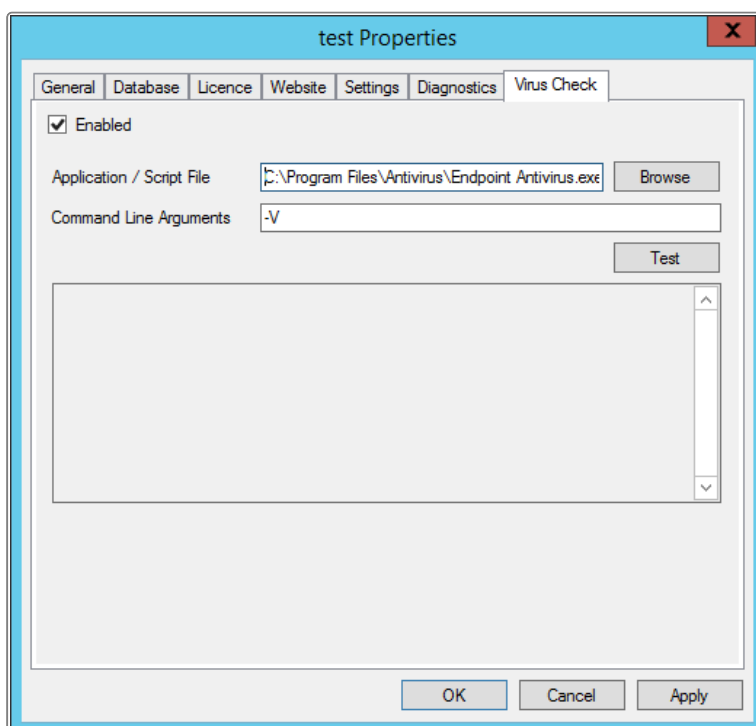 test Properties
X
General Database Licence Website Settings Diagnostics Virus Check
Enabled
Application / Script File C:\Program Files\Antivirus\Endpoint Antivirus.exe Browse
Command Line Arguments -V
Test
OK Cancel Apply